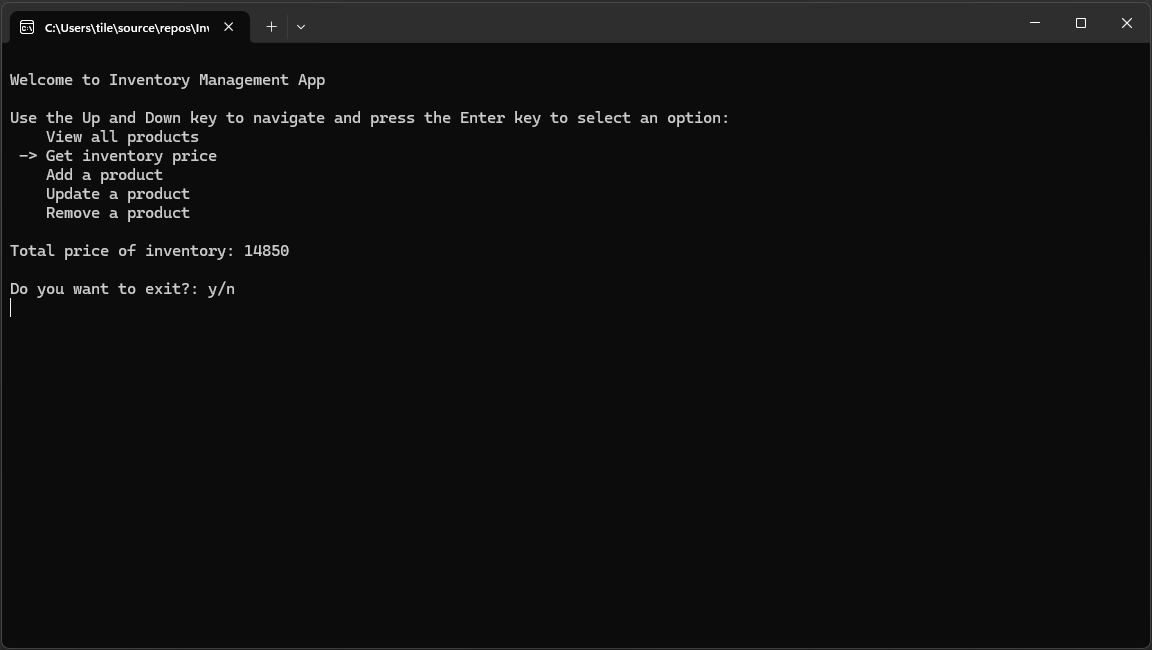 C:\Users\tile\source\repos\Inv
Welcome to Inventory Management App
Use the Up and Down key to navigate and press the Enter key to select an option:
View all products
-> Get inventory price
Add a product
Update a product
Remove a product
Total price of inventory: 14850
Do you want to exit?: y/n